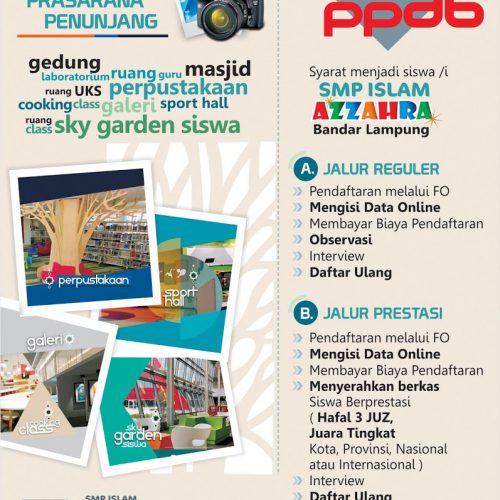 PRASARANA
PENUNJANG
gedung
laboratorium ruang guru masjid
ruang UKS perpustakaan
cooking class galeri sport hall
ruang class sky garden siswa
perpustakaan
sport
hall
galeri
cooking
class
sky
garden
siswa
SMP ISLAM
ppdb
Syarat menjadi siswa /i
SMP ISLAM
AZZAHRA
Bandar Lampung
A. JALUR REGULER
Pendaftaran melalui FO
Mengisi Data Online
Membayar Biaya Pendaftaran
Observasi
Interview
Daftar Ulang
B. JALUR PRESTASI
Pendaftaran melalui FO
Mengisi Data Online
Membayar Biaya Pendaftaran
Menyerahkan berkas
Siswa Berprestasi
( Hafal 3 JUZ,
Juara Tingkat
Kota, Provinsi, Nasional
atau Internasional )
Interview
Daftar Ulang